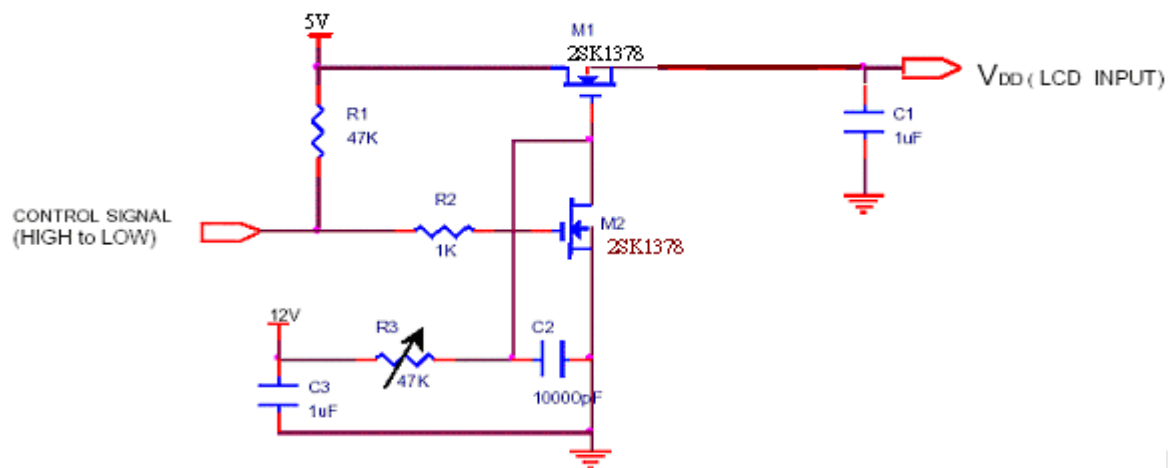 5V
M1
2SK1378
VDD ( LCD INPUT)
R1
47K
C1
1uF
R2
CONTROL SIGNAL
(HIGH to LOW)
1K
M2
2SK1378
12V
R3
C2
47K
C3
1uF
10000pF